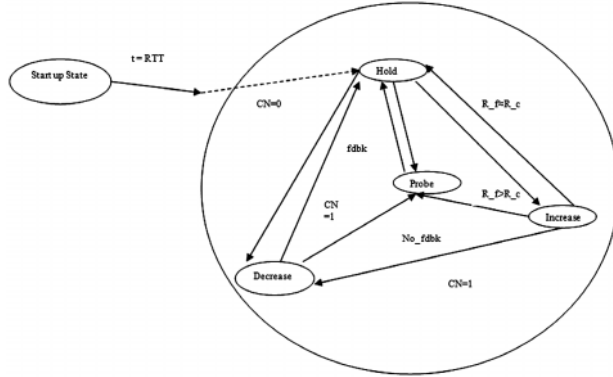 Start up State
t = RTT
Hold
CN=0
R_f=R_c
fdbk
Probe
R_f>R_c
CN
=1
Increase
No_fdbk
Decrease
CN=1